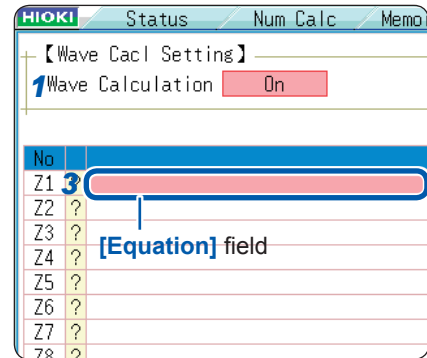 HIOKI Status Num Calc Memo
【Wave Cacl Setting】
1 Wave Calculation On
No
Z1 3 ?
Z2 ?
Z3 ?
[Equation] field
Z4 ?
Z5 ?
Z6 ?
Z7 ?
Z8 ?